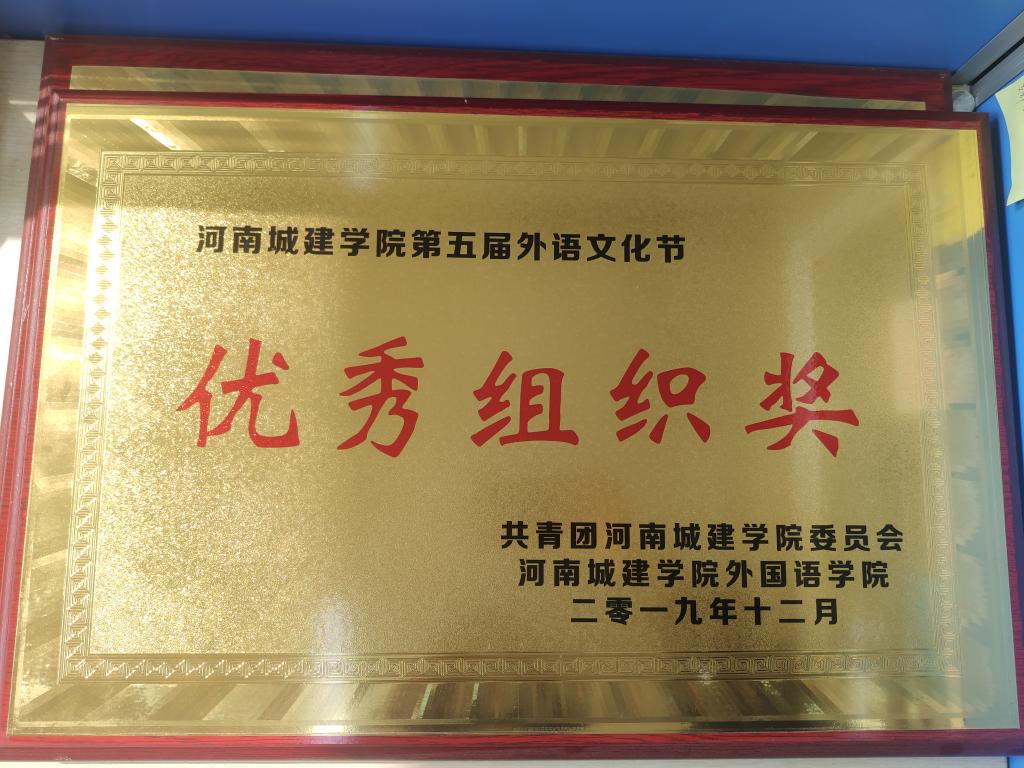 河南城建学院第五届外语文化节
优秀组织奖
共青团河南城建学院委员会
河南城建学院外国语学院
二零一九年十二月